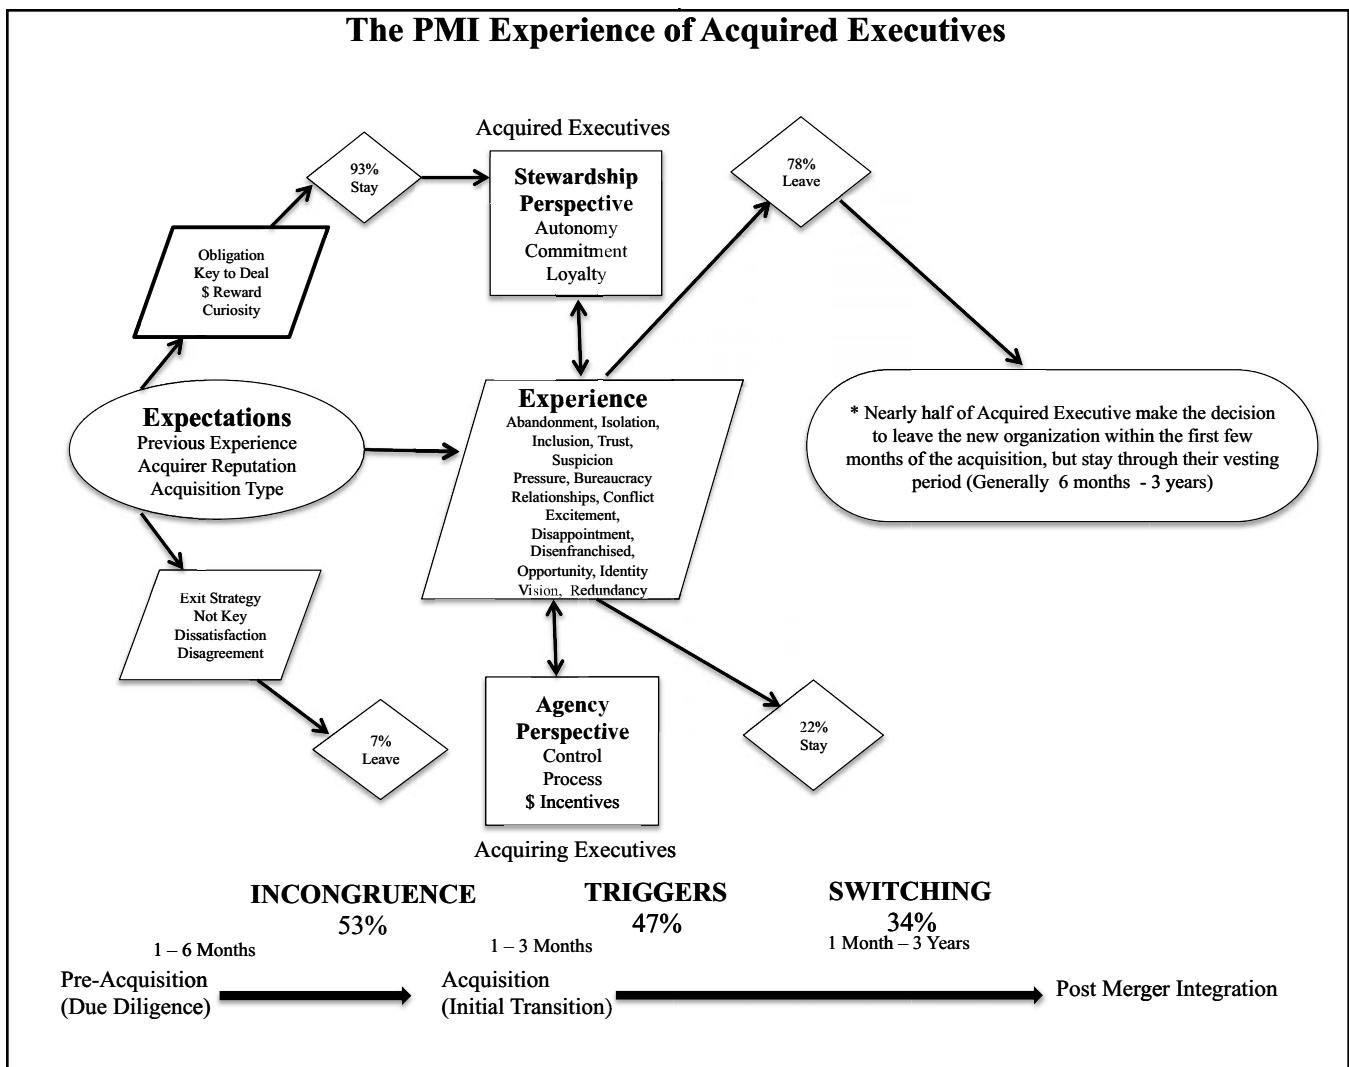 The PMI Experience of Acquired Executives
Acquired Executives
93%
Stay
Stewardship
Perspective
Autonomy
Commitment
Loyalty
78%
Leave
Obligation
Key to Deal
$ Reward
Curiosity
Expectations
Previous Experience
Acquirer Reputation
Acquisition Type
Experience
Abandonment, Isolation,
Inclusion, Trust,
Suspicion
Pressure, Bureaucracy
Relationships, Conflict
Excitement,
Disappointment,
Disenfranchised,
Opportunity, Identity
Vision, Redundancy
* Nearly half of Acquired Executive make the decision
to leave the new organization within the first few
months of the acquisition, but stay through their vesting
period (Generally 6 months - 3 years)
Exit Strategy
Not Key
Dissatisfaction
Disagreement
7%
Leave
Agency
Perspective
Control
Process
$ Incentives
22%
Stay
Acquiring Executives
INCONGRUENCE
53%
TRIGGERS
47%
SWITCHING
34%
1 – 6 Months
1 – 3 Months
1 Month – 3 Years
Pre-Acquisition
(Due Diligence)
Acquisition
(Initial Transition)
Post Merger Integration